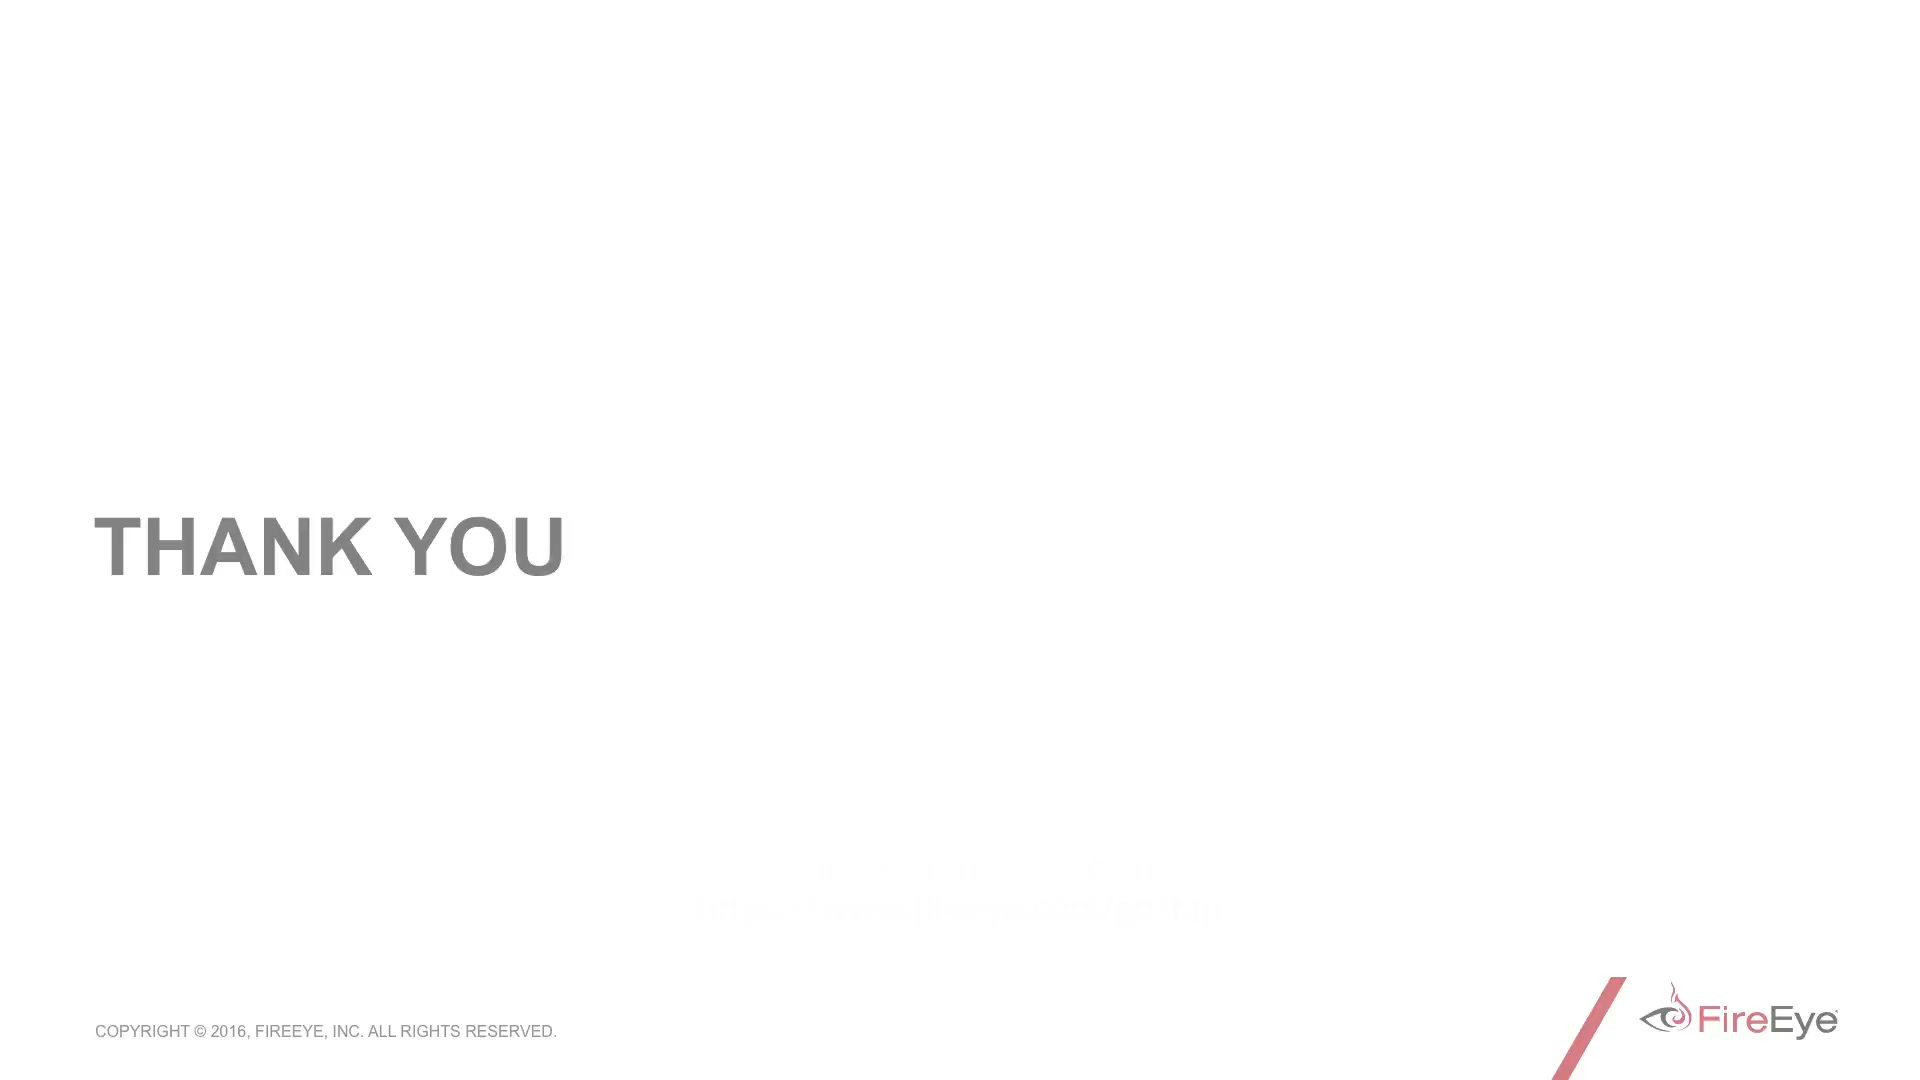 THANK YOU
COPYRIGHT © 2016, FIREEYE, INC. ALL RIGHTS RESERVED.
FireEye